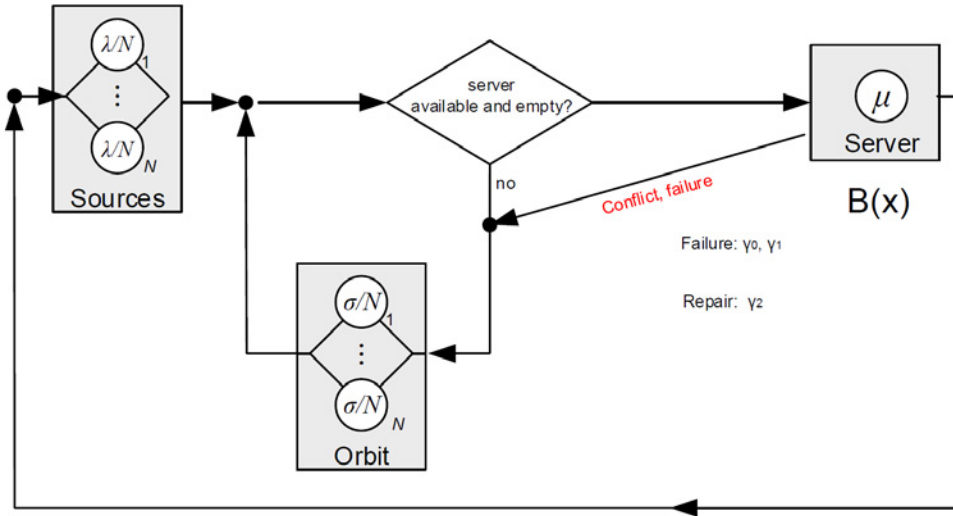 λ/N
1
⋮
λ/N
N
Sources
server
available and empty?
no
μ
Server
B(x)
Conflict, failure
Failure: γ0, γ1
Repair: γ2
σ/N
1
⋮
σ/N
N
Orbit